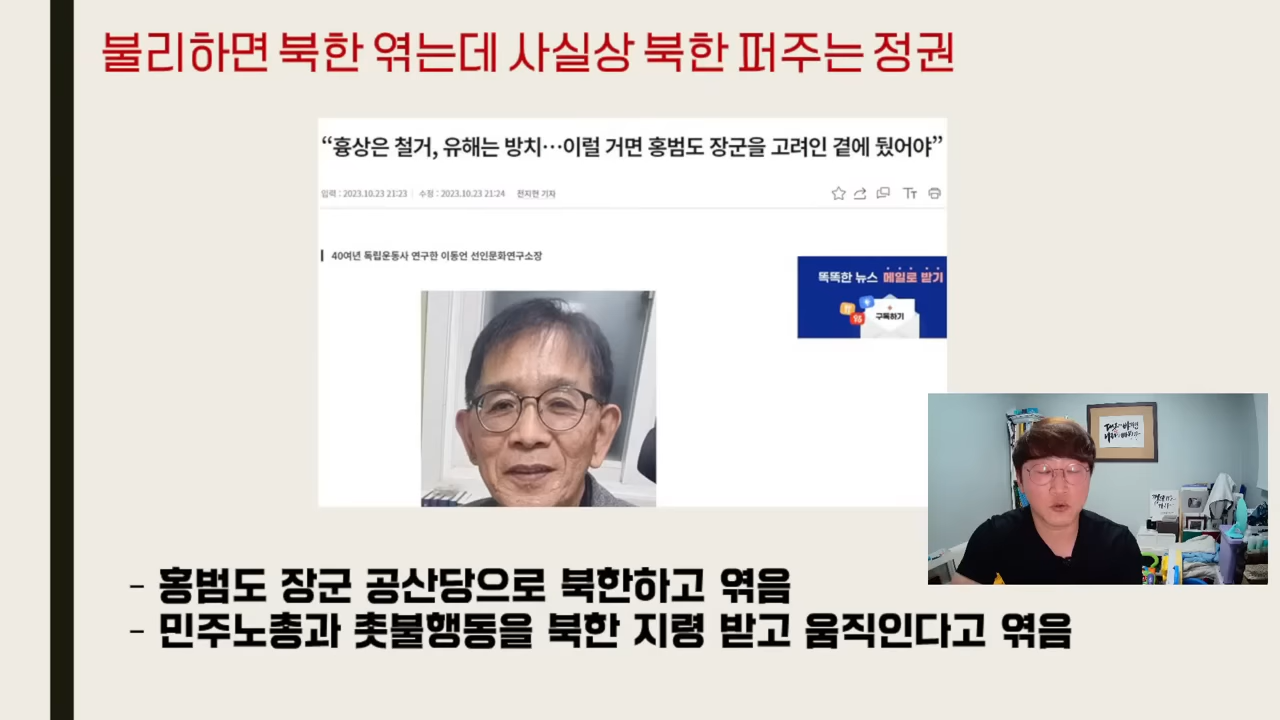 불리하면 북한 엮는데 사실상 북한 퍼주는 정권
“흉상은 철거, 유해는 방치…이럴 거면 홍범도 장군을 고려인 곁에 뒀어야”
입력 : 2023.10.23 21:23 수정 : 2023.10.23 21:24 전지현 기자
40여년 독립운동사 연구한 이동언 선인문화연구소장
똑똑한 뉴스 메일로 받기
구독하기
- 홍범도 장군 공산당으로 북한하고 엮음
- 민주노총과 촛불행동을 북한 지령 받고 움직인다고 엮음